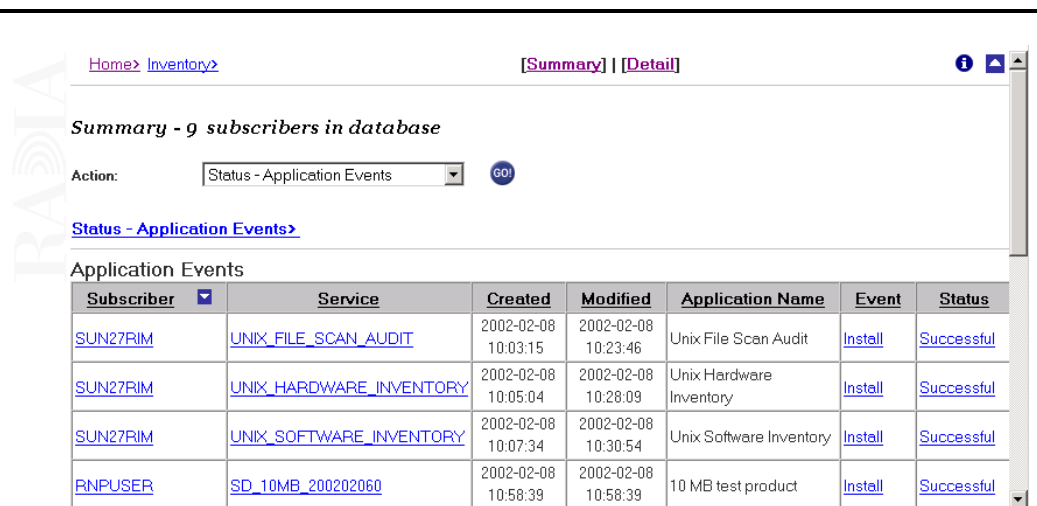 Home> Inventory>
[Summary] | [Detail]
RADIA
Summary - 9 subscribers in database
Action:
Status - Application Events
GO!
Status - Application Events>
Application Events
Subscriber Service Created Modified Application Name Event Status
SUN27RIM UNIX_FILE_SCAN_AUDIT 2002-02-08 10:03:15 2002-02-08 10:23:46 Unix File Scan Audit Install Successful
SUN27RIM UNIX_HARDWARE_INVENTORY 2002-02-08 10:05:04 2002-02-08 10:28:09 Unix Hardware Inventory Install Successful
SUN27RIM UNIX_SOFTWARE_INVENTORY 2002-02-08 10:07:34 2002-02-08 10:30:54 Unix Software Inventory Install Successful
RNPUSER SD_10MB_200202060 2002-02-08 10:58:39 2002-02-08 10:58:39 10 MB test product Install Successful